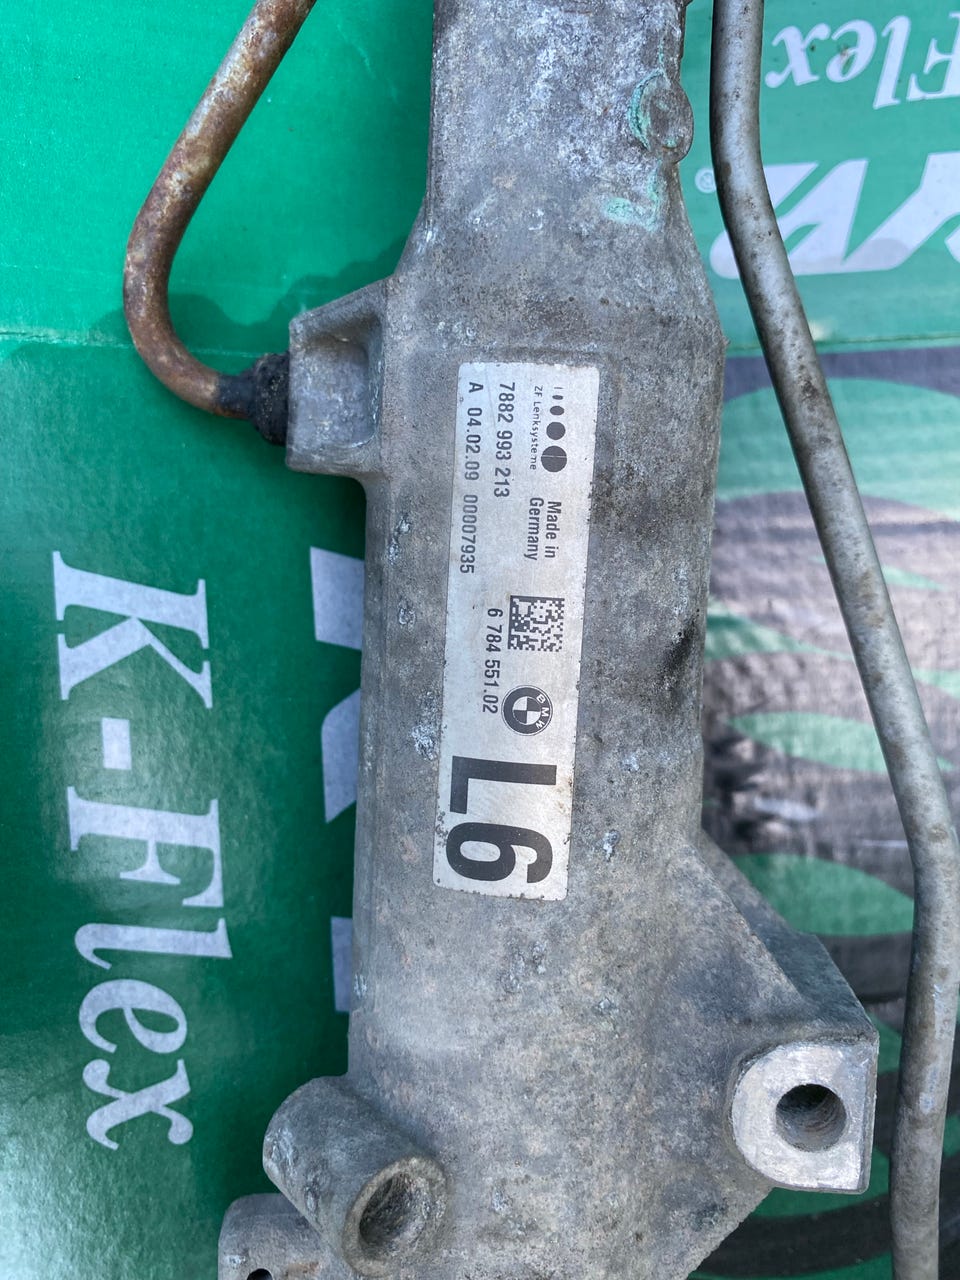 ZF Lenksysteme
Made in
Germany
7882 993 213
A 04.02.09 00007935
6 784 551.02
BMW
L6
K-Flex
Flex